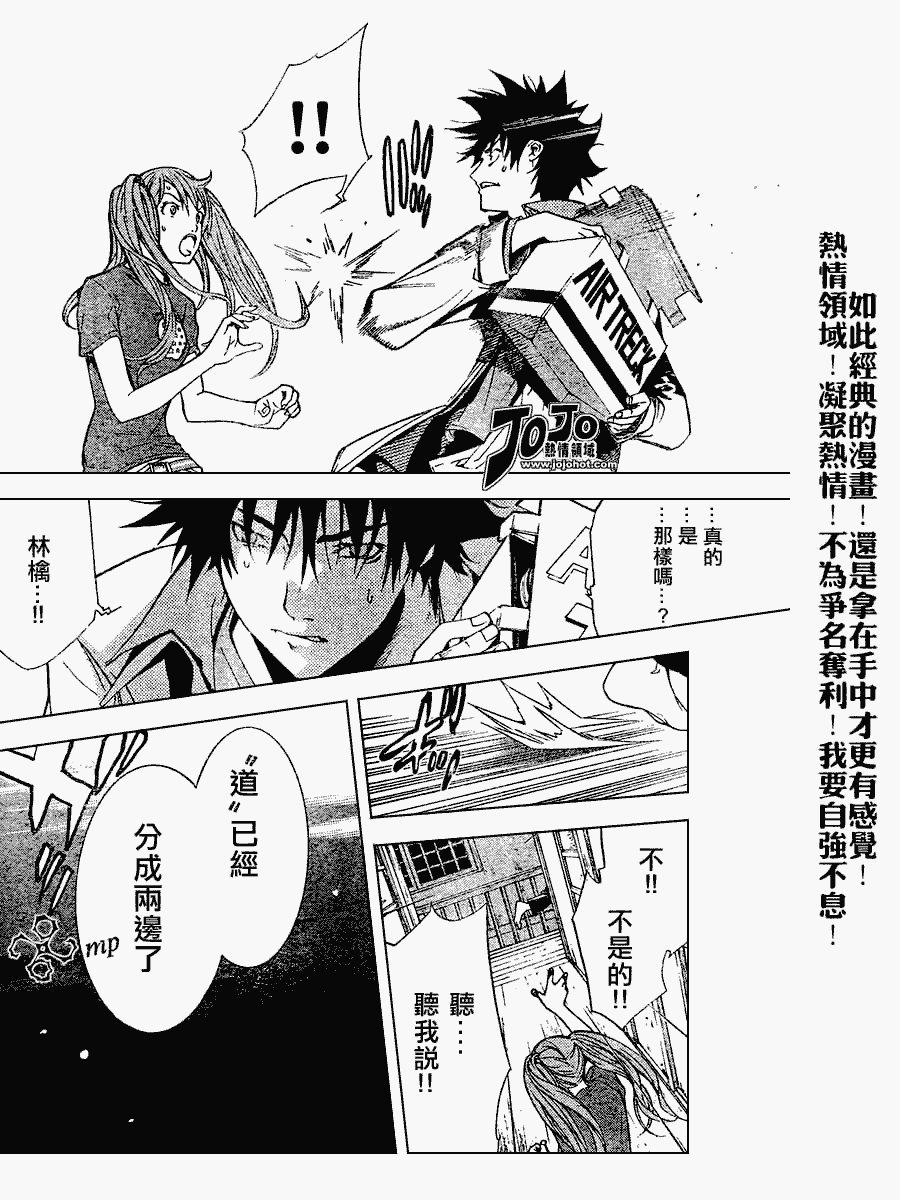 !!
AIR TRECK
JOJO
熱情領域
www.jojohot.com
…真的
…是
…那樣嗎…?
林檎…!!
不!!
不是的!!
聽…
聽我説!!
〝道〟已經
分成兩邊了
mp
如此經典的漫畫!還是拿在手中才更有感覺!
熱情領域!凝聚熱情!不為爭名奪利!我要自強不息!